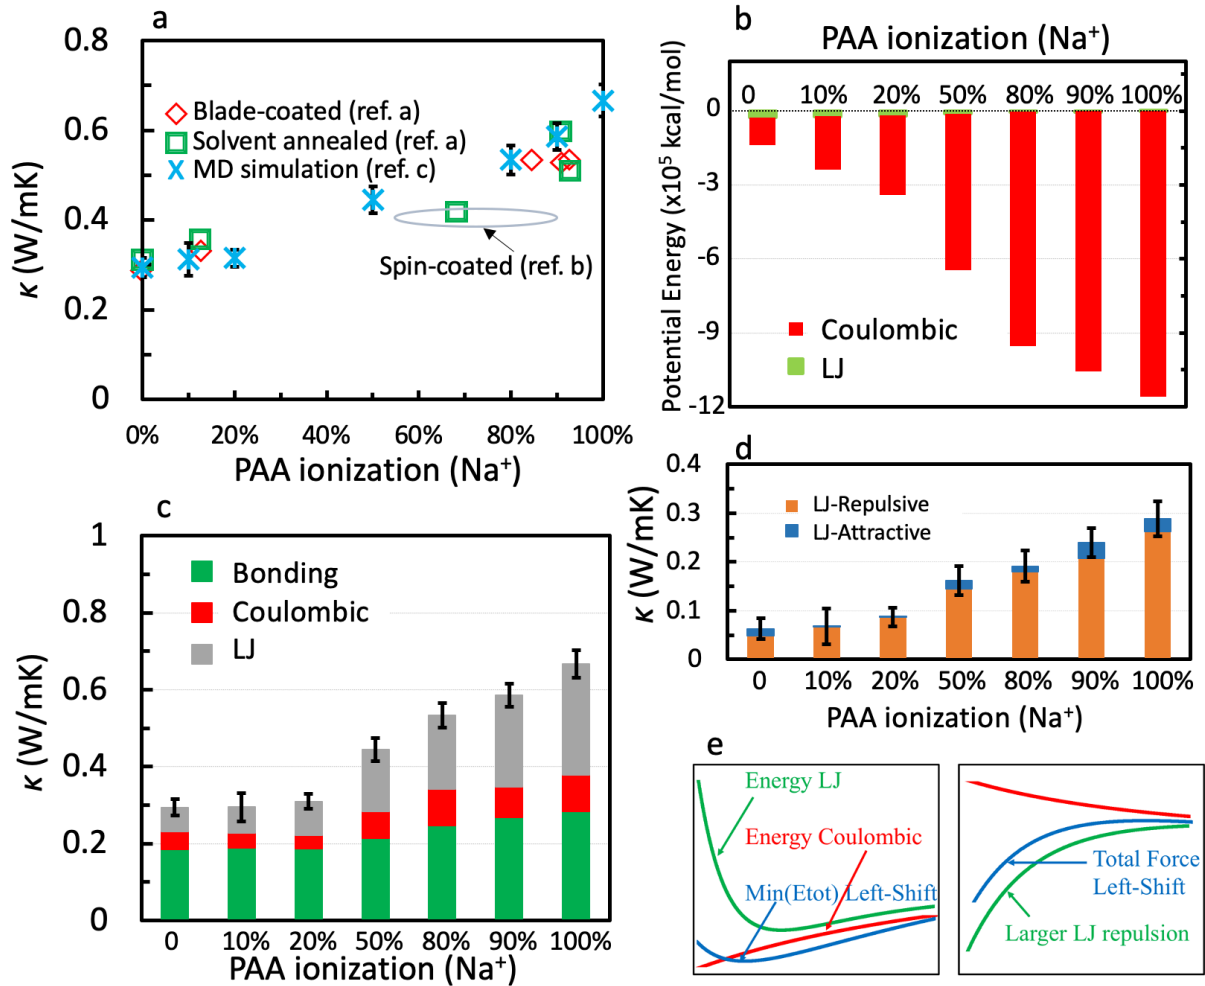 a
0.8
0.6
0.4
0.2
0
κ (W/mK)
Blade-coated (ref. a)
Solvent annealed (ref. a)
MD simulation (ref. c)
Spin-coated (ref. b)
0%
20%
40%
60%
80%
100%
PAA ionization (Na⁺)
b
PAA ionization (Na⁺)
0
10%
20%
50%
80%
90%
100%
0
-3
-6
-9
-12
Potential Energy (x10⁵ kcal/mol)
Coulombic
LJ
c
1
0.8
0.6
0.4
0.2
0
κ (W/mK)
Bonding
Coulombic
LJ
0
10%
20%
50%
80%
90%
100%
PAA ionization (Na⁺)
d
0.4
0.3
0.2
0.1
0
κ (W/mK)
LJ-Repulsive
LJ-Attractive
0
10%
20%
50%
80%
90%
100%
PAA ionization (Na⁺)
e
Energy LJ
Energy Coulombic
Min(Etot) Left-Shift
Total Force
Left-Shift
Larger LJ repulsion